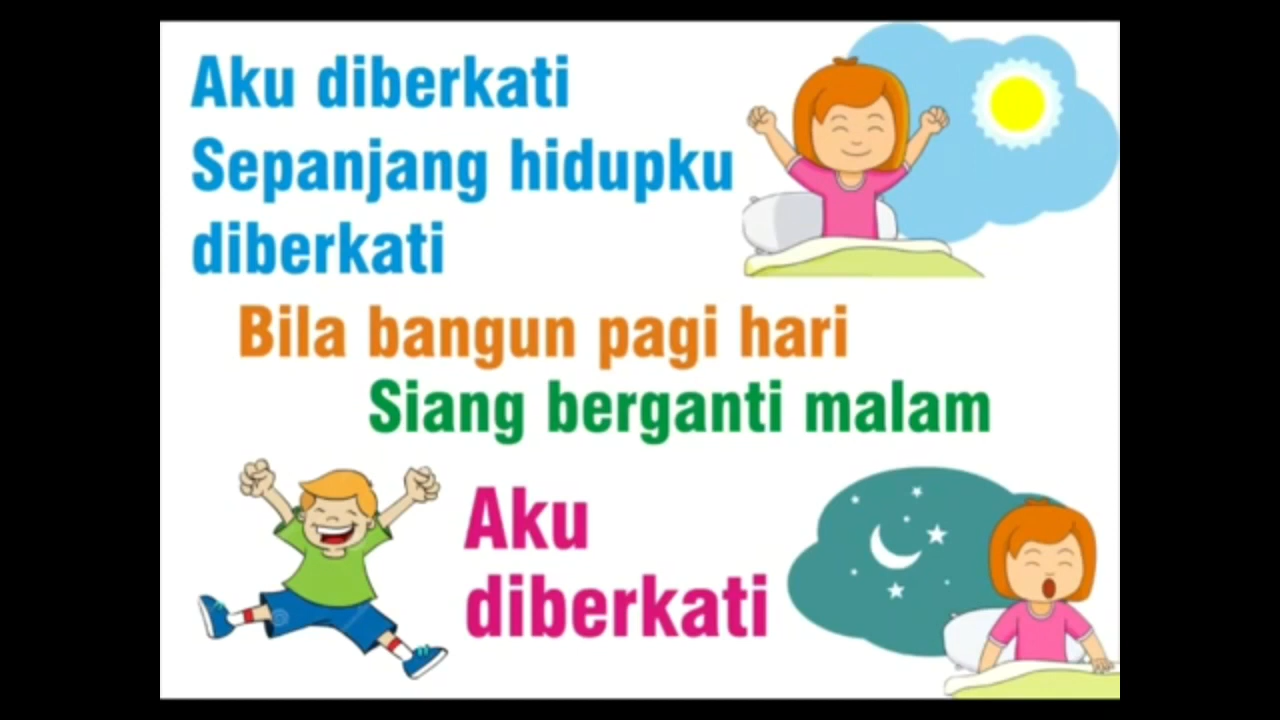 Aku diberkati
Sepanjang hidupku
diberkati
Bila bangun pagi hari
Siang berganti malam
Aku
diberkati